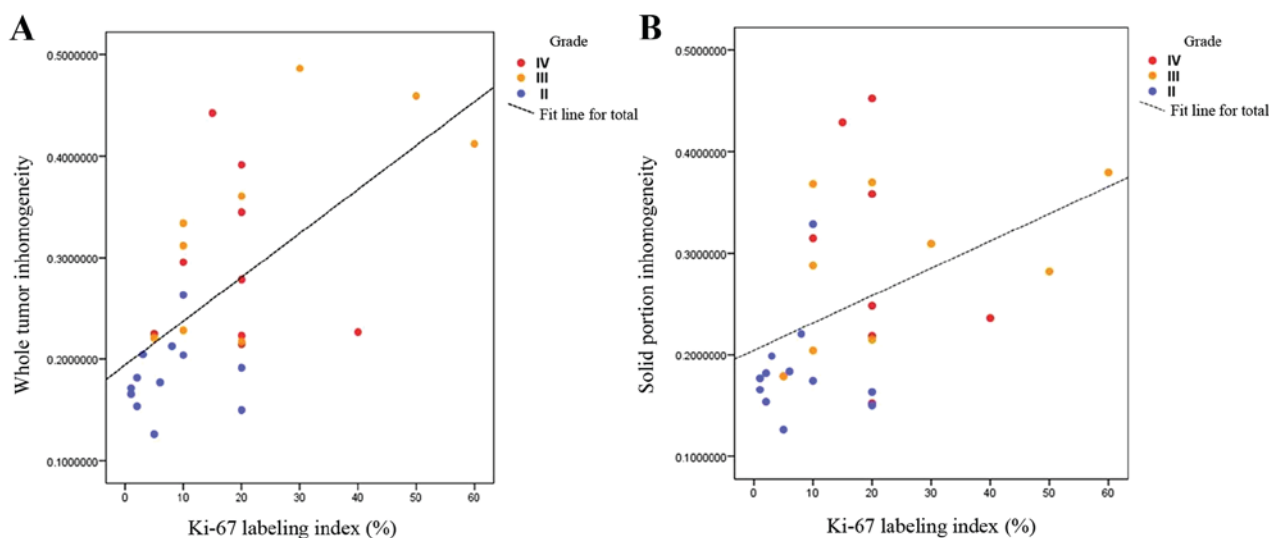 A
Whole tumor inhomogeneity
0.5000000
0.4000000
0.3000000
0.2000000
0.1000000
0
10
20
30
40
50
60
Ki-67 labeling index (%)
Grade
IV
III
II
Fit line for total
B
Solid portion inhomogeneity
0.5000000
0.4000000
0.3000000
0.2000000
0.1000000
0
10
20
30
40
50
60
Ki-67 labeling index (%)
Grade
IV
III
II
Fit line for total